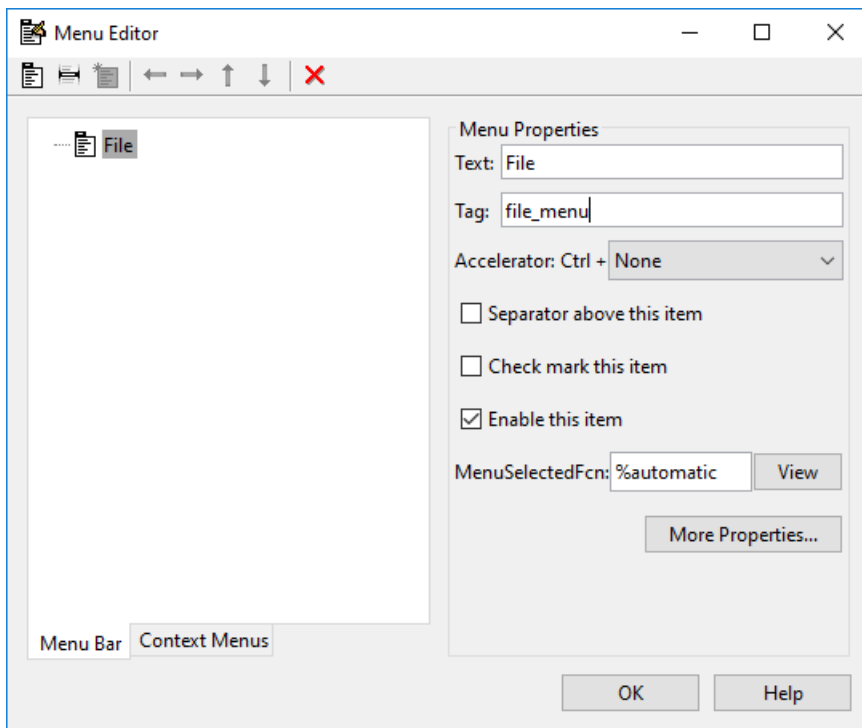 Menu Editor
File
Menu Properties
Text: File
Tag: file_menu
Accelerator: Ctrl + None
Separator above this item
Check mark this item
Enable this item
MenuSelectedFcn: %automatic View
More Properties...
Menu Bar Context Menus
OK Help